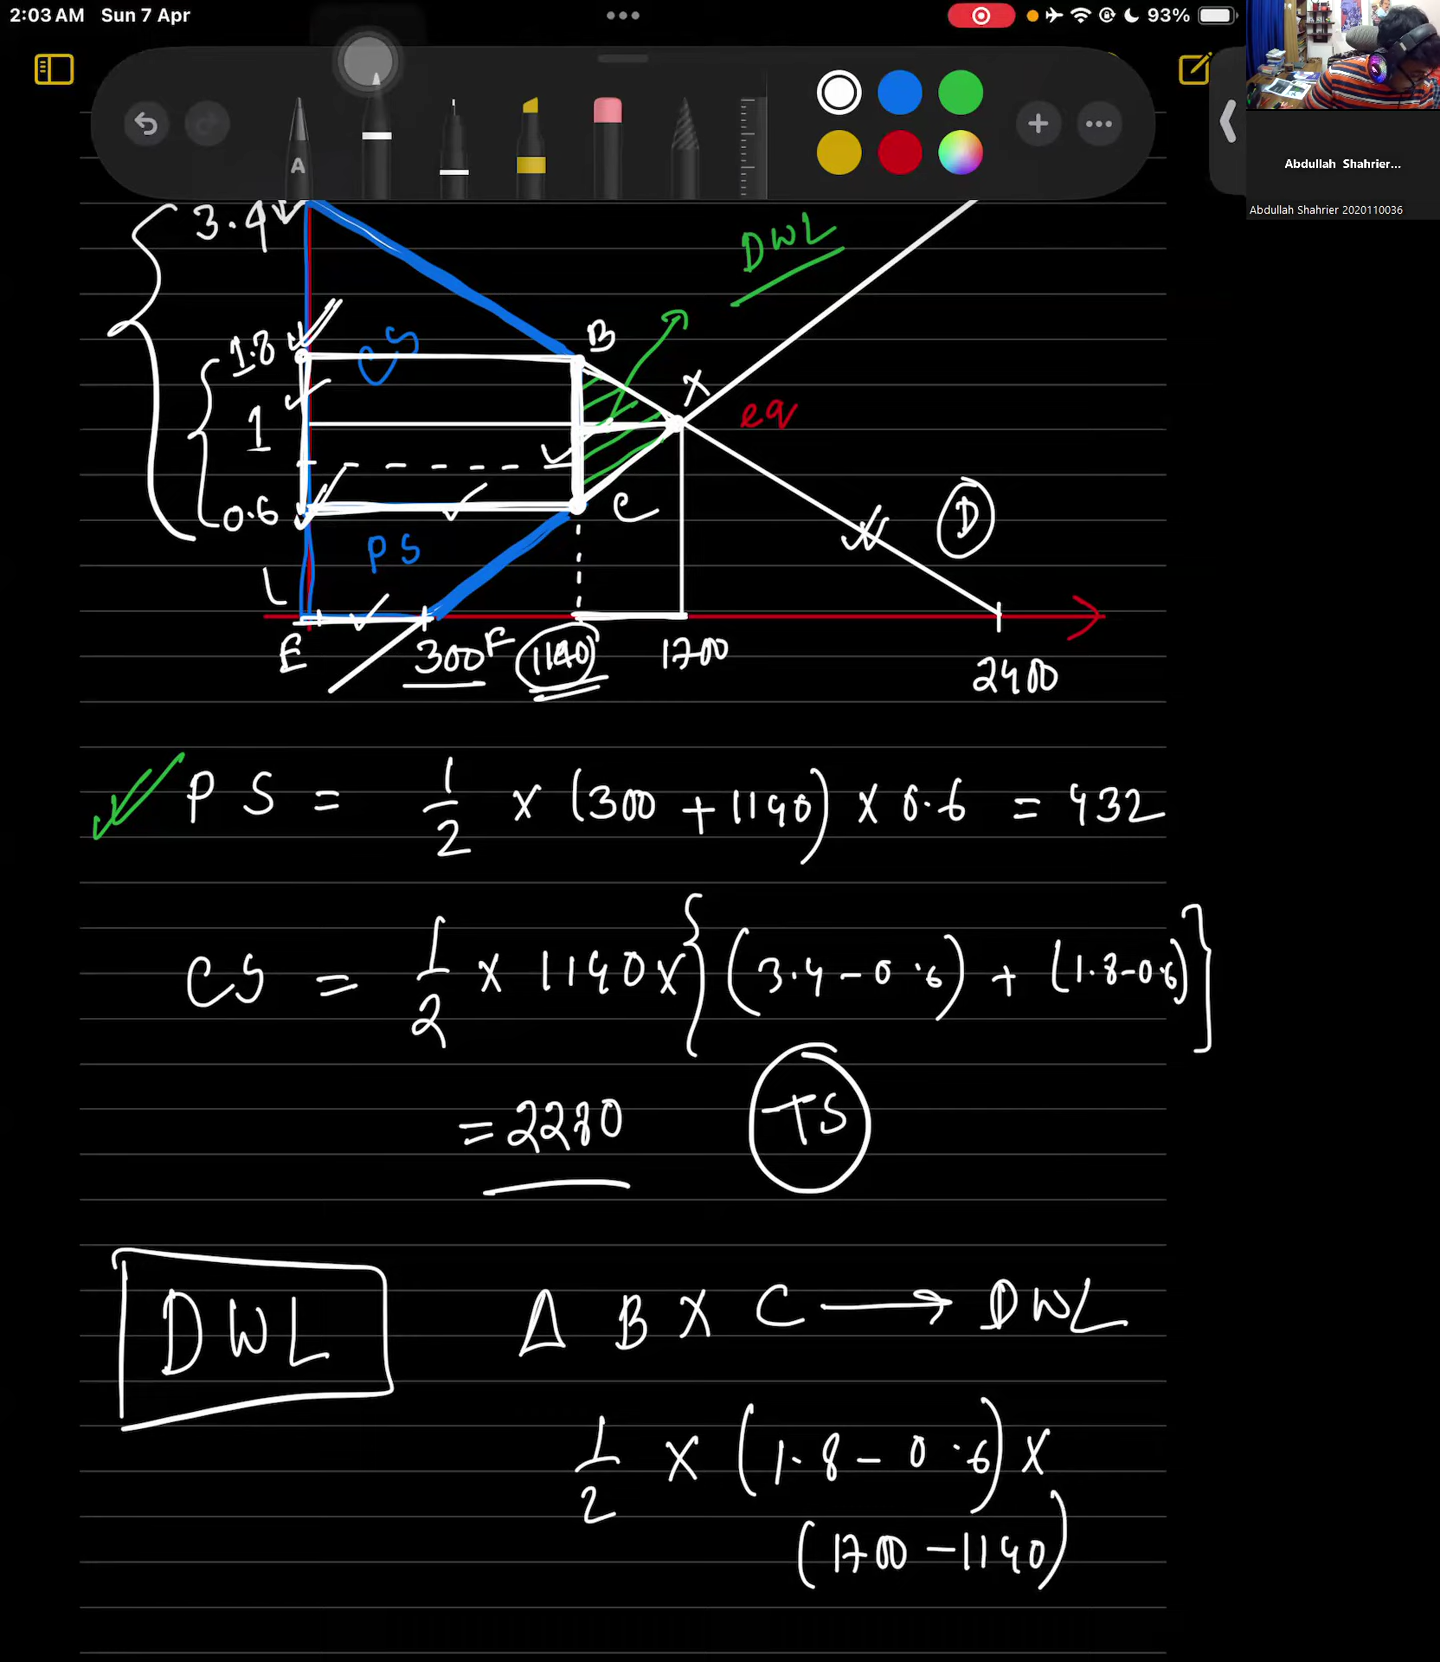 2:03 AM Sun 7 Apr
93%
A
Abdullah Shahrier...
Abdullah Shahrier 2020110036
3.4
DWL
1.8
CS
B
X
eq
1
0.6
C
D
PS
L
E
300
F
1140
1700
2400
PS = 1/2 × (300 + 1140) × 0.6 = 432
CS = 1/2 × 1140 × {(3.4 - 0.6) + (1.8 - 0.6)}
= 2280
TS
DWL
Δ B X C → DWL
1/2 × (1.8 - 0.6) ×
(1700 - 1140)